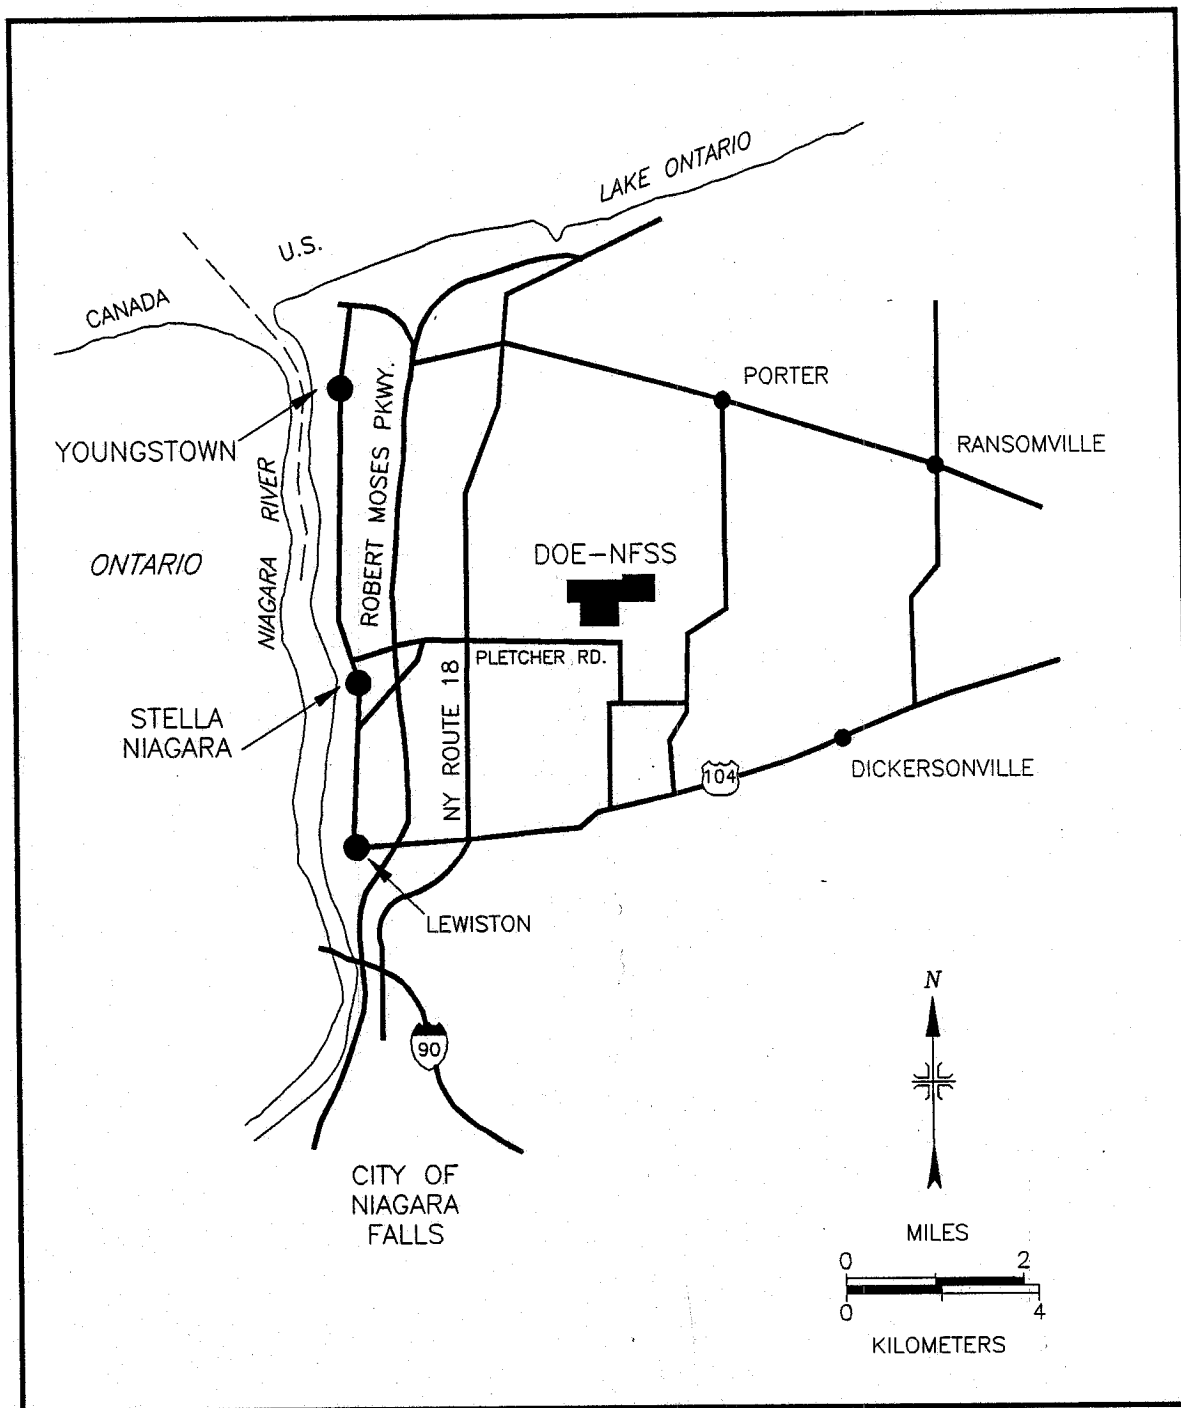 LAKE ONTARIO
U.S.
CANADA
PORTER
YOUNGSTOWN
RANSOMVILLE
ROBERT MOSES PKWY.
NIAGARA RIVER
ONTARIO
DOE-NFSS
PLETCHER RD.
NY ROUTE 18
STELLA
NIAGARA
104
DICKERSONVILLE
LEWISTON
N
90
CITY OF
NIAGARA
FALLS
MILES
0 2
0 4
KILOMETERS